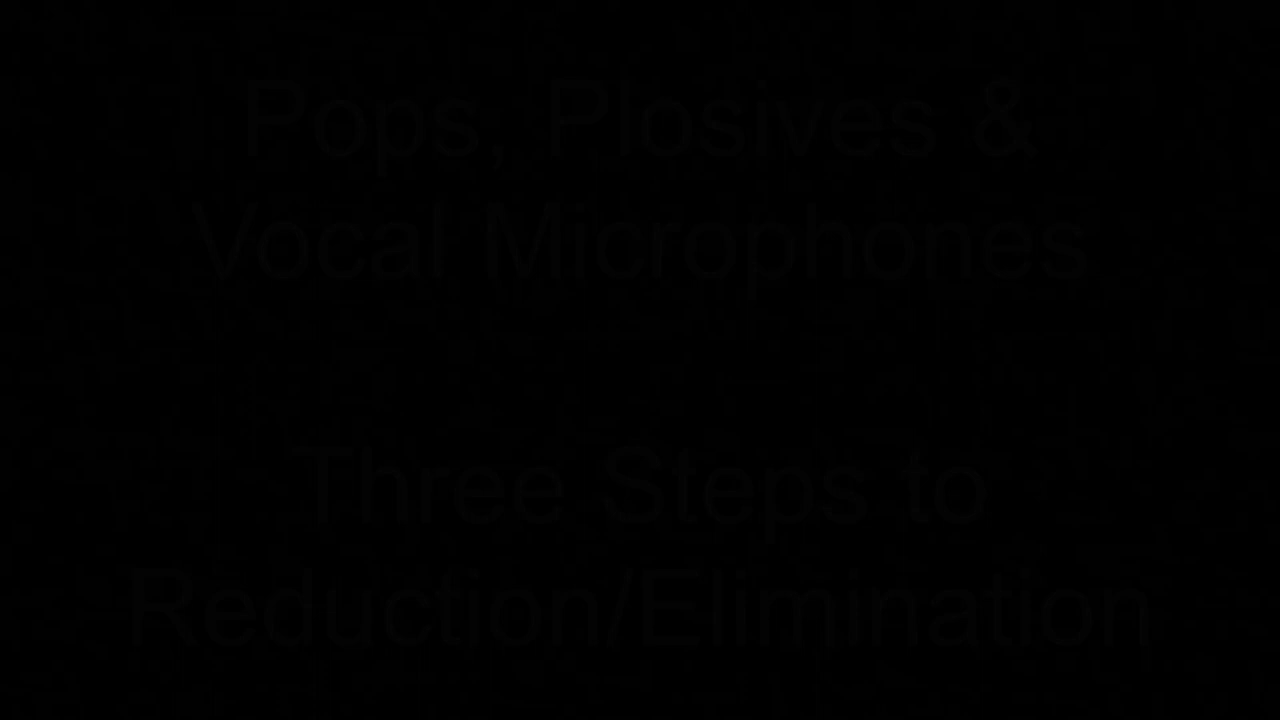 Pops, Plosives &
Vocal Microphones
Three Steps to
Reduction/Elimination